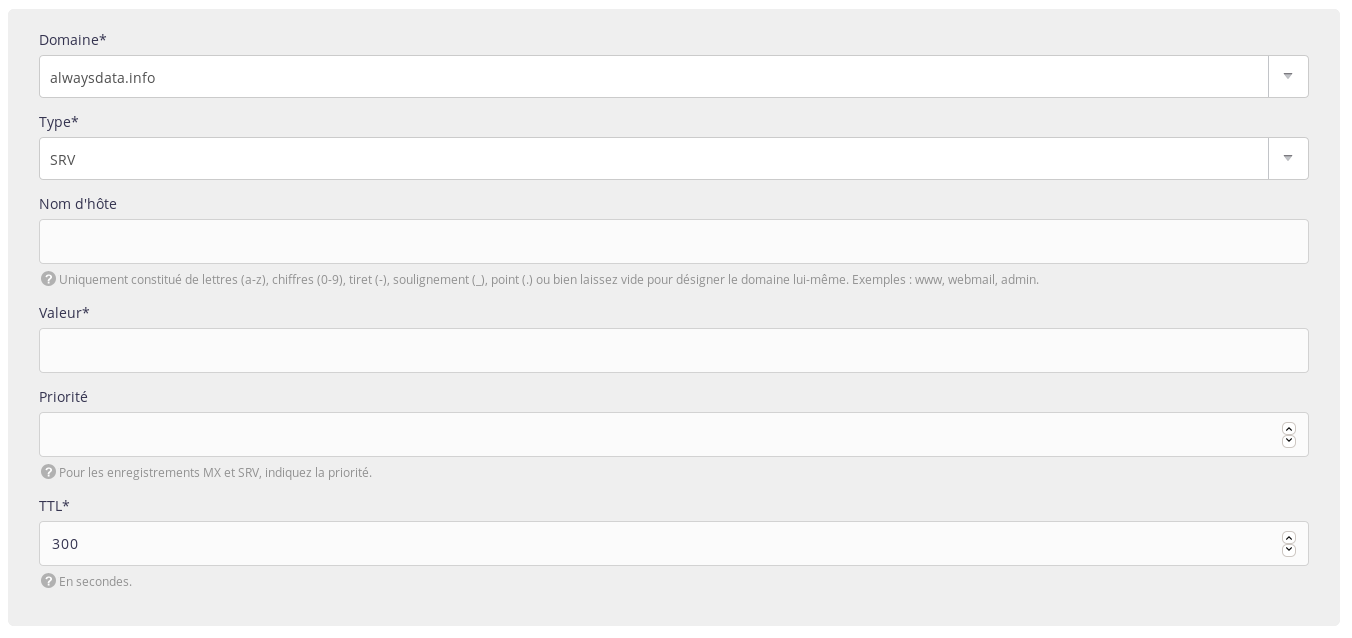 Domaine*
alwaysdata.info
Type*
SRV
Nom d'hôte
Uniquement constitué de lettres (a-z), chiffres (0-9), tiret (-), soulignement (_), point (.) ou bien laissez vide pour désigner le domaine lui-même. Exemples : www, webmail, admin.
Valeur*
Priorité
Pour les enregistrements MX et SRV, indiquez la priorité.
TTL*
300
En secondes.